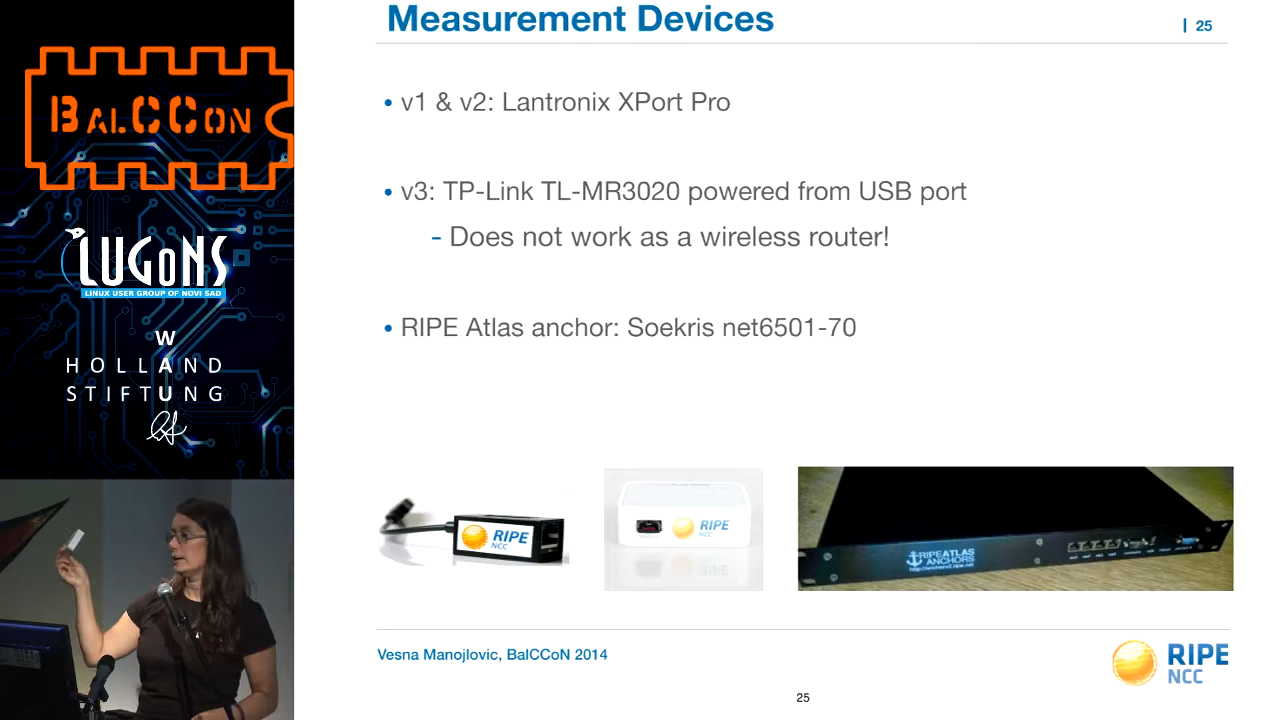 Measurement Devices
| 25
• v1 & v2: Lantronix XPort Pro
• v3: TP-Link TL-MR3020 powered from USB port
- Does not work as a wireless router!
• RIPE Atlas anchor: Soekris net6501-70
BALCCON
LUGONS
LINUX USER GROUP OF NOVI SAD
W
HOLLAND
STIFTUNG
RIPE
NCC
RIPE
NCC
RIPEATLAS
ANCHORS
Vesna Manojlovic, BalCCoN 2014
RIPE
NCC
25